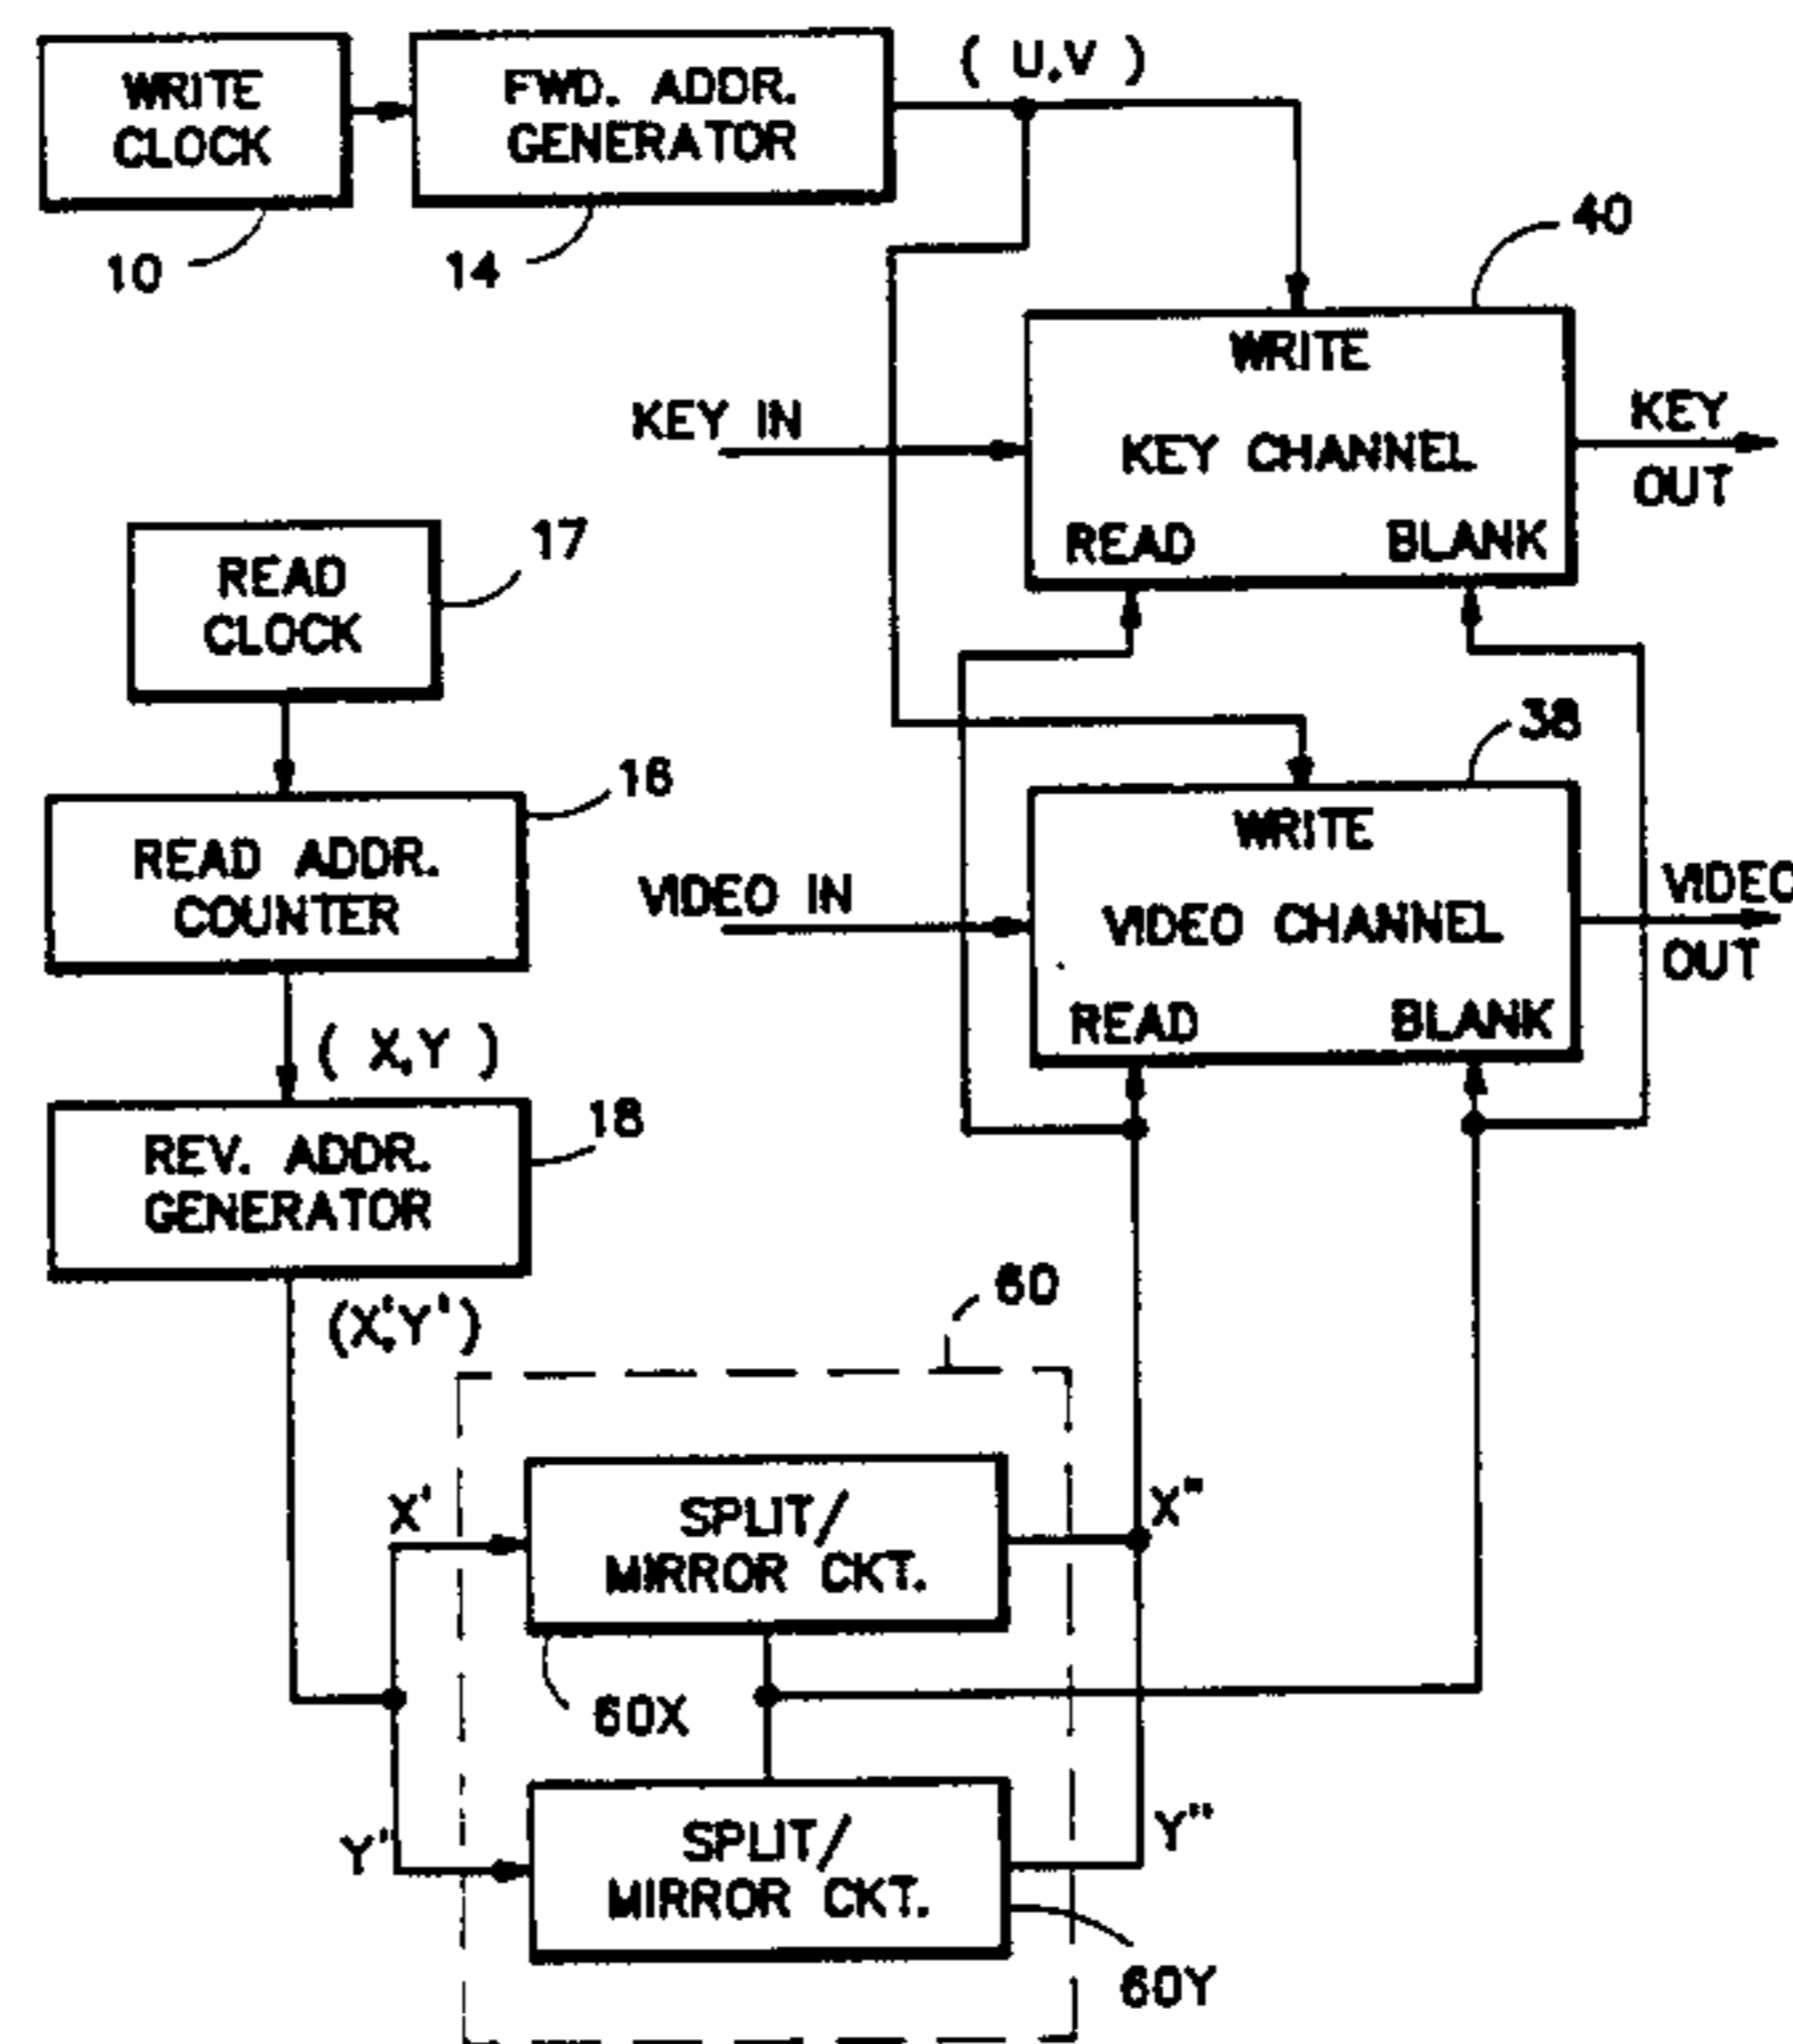 WRITE
CLOCK
10
FWD. ADDR.
GENERATOR
14
( U,V )
40
WRITE
KEY IN
KEY CHANNEL
READ
BLANK
KEY
OUT
READ
CLOCK
17
38
WRITE
VIDEO IN
VIDEO CHANNEL
READ
BLANK
VIDEO
OUT
READ ADDR.
COUNTER
16
( X,Y )
REV. ADDR.
GENERATOR
18
(X',Y')
60
X'
SPLIT/
MIRROR CKT.
X"
60X
Y'
SPLIT/
MIRROR CKT.
Y"
60Y